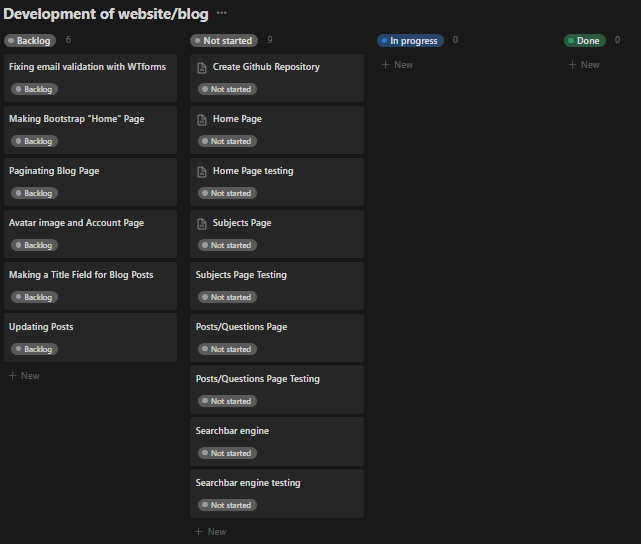 Development of website/blog ···
Backlog 6
Fixing email validation with WTforms
Backlog
Making Bootstrap "Home" Page
Backlog
Paginating Blog Page
Backlog
Avatar image and Account Page
Backlog
Making a Title Field for Blog Posts
Backlog
Updating Posts
Backlog
+ New
Not started 9
Create Github Repository
Not started
Home Page
Not started
Home Page testing
Not started
Subjects Page
Not started
Subjects Page Testing
Not started
Posts/Questions Page
Not started
Posts/Questions Page Testing
Not started
Searchbar engine
Not started
Searchbar engine testing
Not started
+ New
In progress 0
+ New
Done 0
+ New